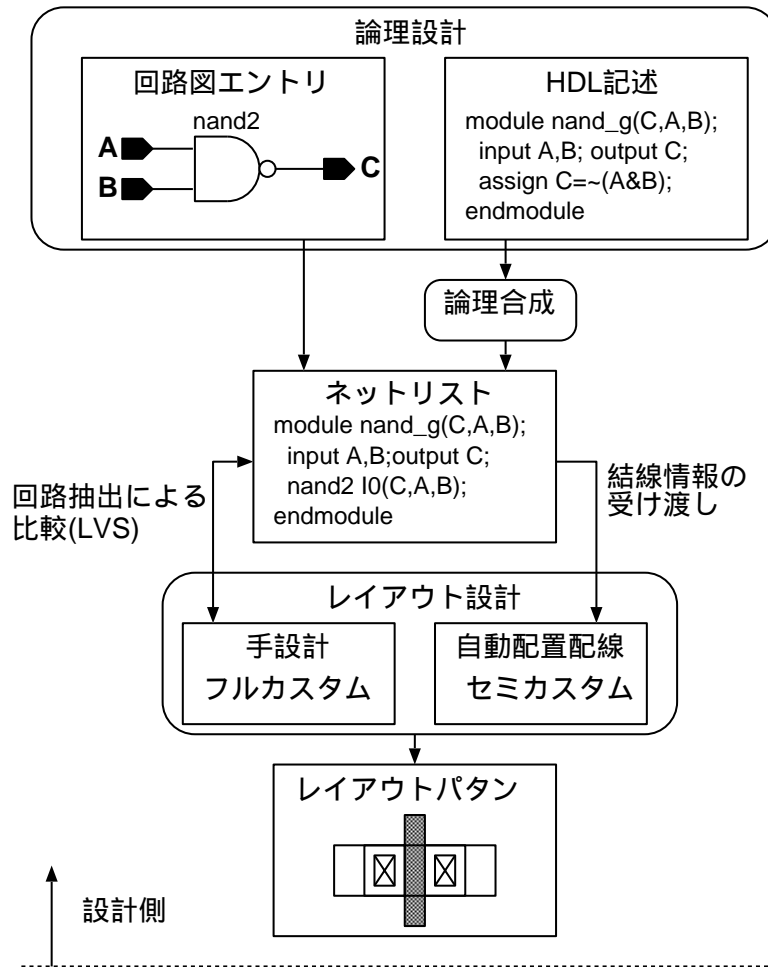 論理設計
回路図エントリ
nand2
A
B
C
HDL記述
module nand_g(C,A,B);
input A,B; output C;
assign C=~(A&B);
endmodule
論理合成
ネットリスト
module nand_g(C,A,B);
input A,B;output C;
nand2 I0(C,A,B);
endmodule
回路抽出による
比較(LVS)
結線情報の
受け渡し
レイアウト設計
手設計
フルカスタム
自動配置配線
セミカスタム
レイアウトパタン
設計側